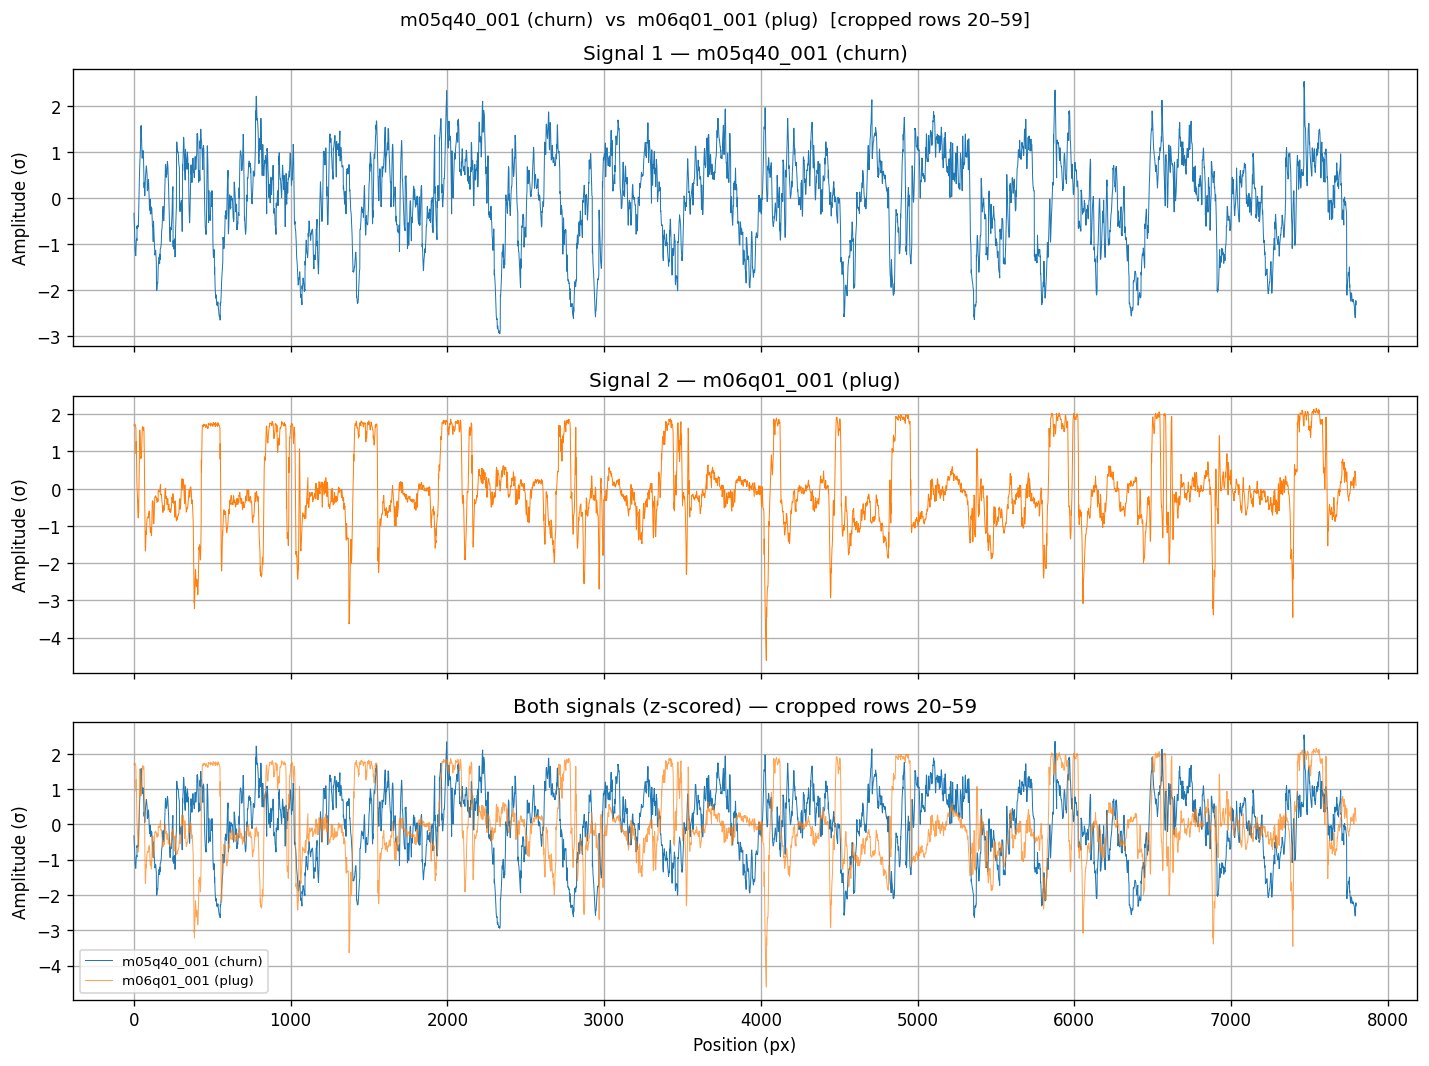 m05q40_001 (churn)  vs  m06q01_001 (plug)  [cropped rows 20–59]
Signal 1 — m05q40_001 (churn)
Amplitude (σ)
2
1
0
−1
−2
−3
Signal 2 — m06q01_001 (plug)
Amplitude (σ)
2
1
0
−1
−2
−3
−4
Both signals (z-scored) — cropped rows 20–59
Amplitude (σ)
2
1
0
−1
−2
−3
−4
m05q40_001 (churn)
m06q01_001 (plug)
0 1000 2000 3000 4000 5000 6000 7000 8000
Position (px)